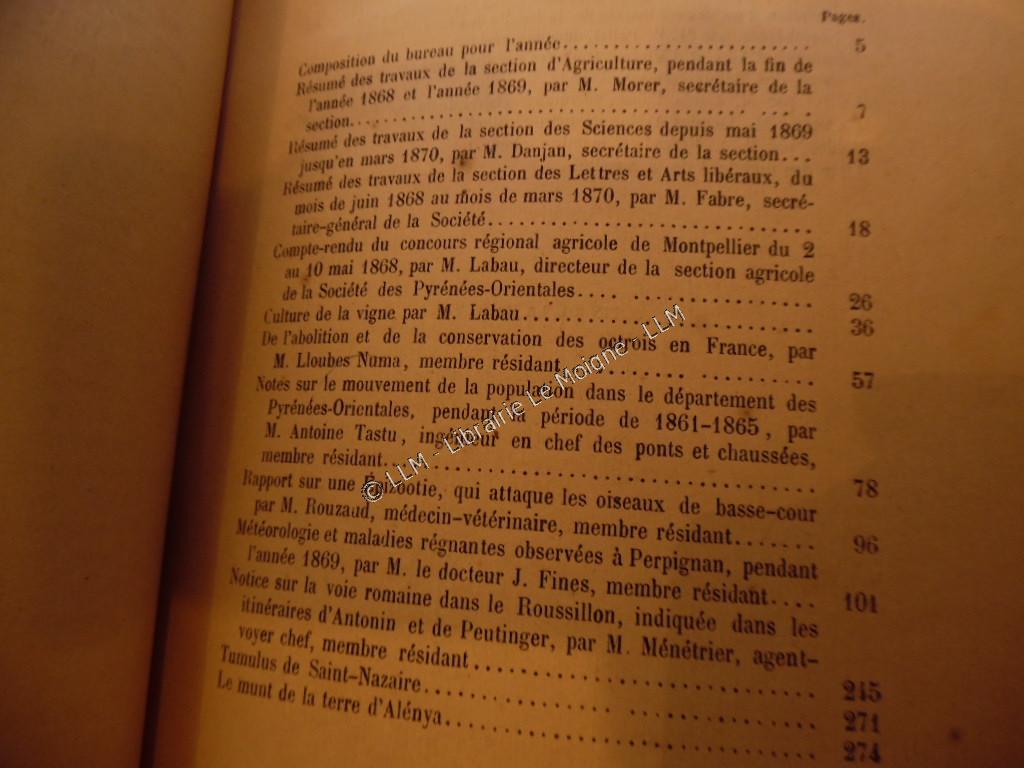 Pages.
Composition du bureau pour l'année........................ 5
Résumé des travaux de la section d'Agriculture, pendant la fin de
l'année 1868 et l'année 1869, par M. Morer, secrétaire de la
section........................ 7
Résumé des travaux de la section des Sciences depuis mai 1869
jusqu'en mars 1870, par M. Danjan, secrétaire de la section... 13
Résumé des travaux de la section des Lettres et Arts libéraux, du
mois de juin 1868 au mois de mars 1870, par M. Fabre, secré-
taire-général de la Société........................ 18
Compte-rendu du concours régional agricole de Montpellier du 2
au 10 mai 1868, par M. Labau, directeur de la section agricole
de la Société des Pyrénées-Orientales........................ 26
Culture de la vigne par M. Labau........................ 36
De l'abolition et de la conservation des octrois en France, par
M. Lloubes Numa, membre résidant........................ 57
Notes sur le mouvement de la population dans le département des
Pyrénées-Orientales, pendant la période de 1861-1865, par
M. Antoine Tastu, ingénieur en chef des ponts et chaussées,
membre résidant........................ 78
Rapport sur une Épizootie, qui attaque les oiseaux de basse-cour
par M. Rouzaud, médecin-vétérinaire, membre résidant....... 96
Météorologie et maladies régnantes observées à Perpignan, pendant
l'année 1869, par M. le docteur J. Fines, membre résidant.... 101
Notice sur la voie romaine dans le Roussillon, indiquée dans les
itinéraires d'Antonin et de Peutinger, par M. Ménétrier, agent-
voyer chef, membre résidant........................ 245
Tumulus de Saint-Nazaire........................ 271
Le munt de la terre d'Alénya........................ 274
© LLM - Librairie Le Moigne - LLM